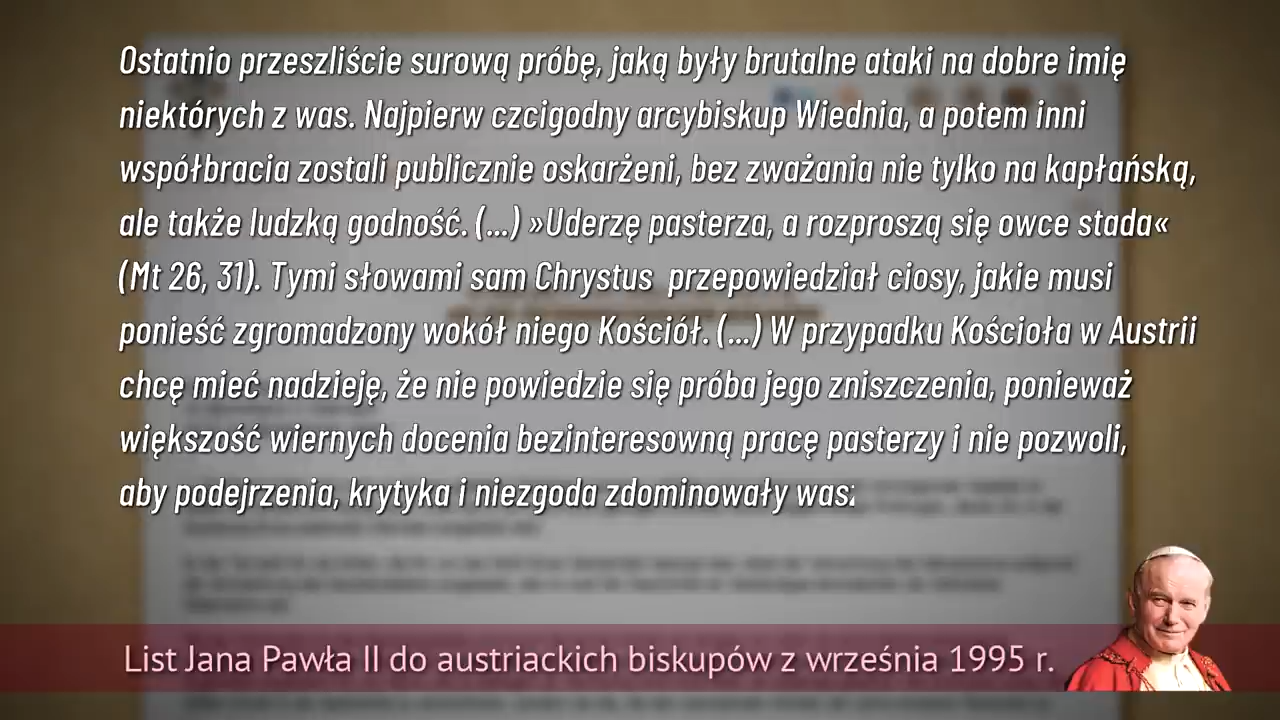 Ostatnio przeszliście surową próbę, jaką były brutalne ataki na dobre imię
niektórych z was. Najpierw czcigodny arcybiskup Wiednia, a potem inni
współbracia zostali publicznie oskarżeni, bez zważania nie tylko na kapłańską,
ale także ludzką godność. (...) »Uderzę pasterza, a rozproszą się owce stada«
(Mt 26, 31). Tymi słowami sam Chrystus przepowiedział ciosy, jakie musi
ponieść zgromadzony wokół niego Kościół. (...) W przypadku Kościoła w Austrii
chcę mieć nadzieję, że nie powiedzie się próba jego zniszczenia, ponieważ
większość wiernych docenia bezinteresowną pracę pasterzy i nie pozwoli,
aby podejrzenia, krytyka i niezgoda zdominowały
List Jana Pawła II do austriackich biskupów z września 1995 r.